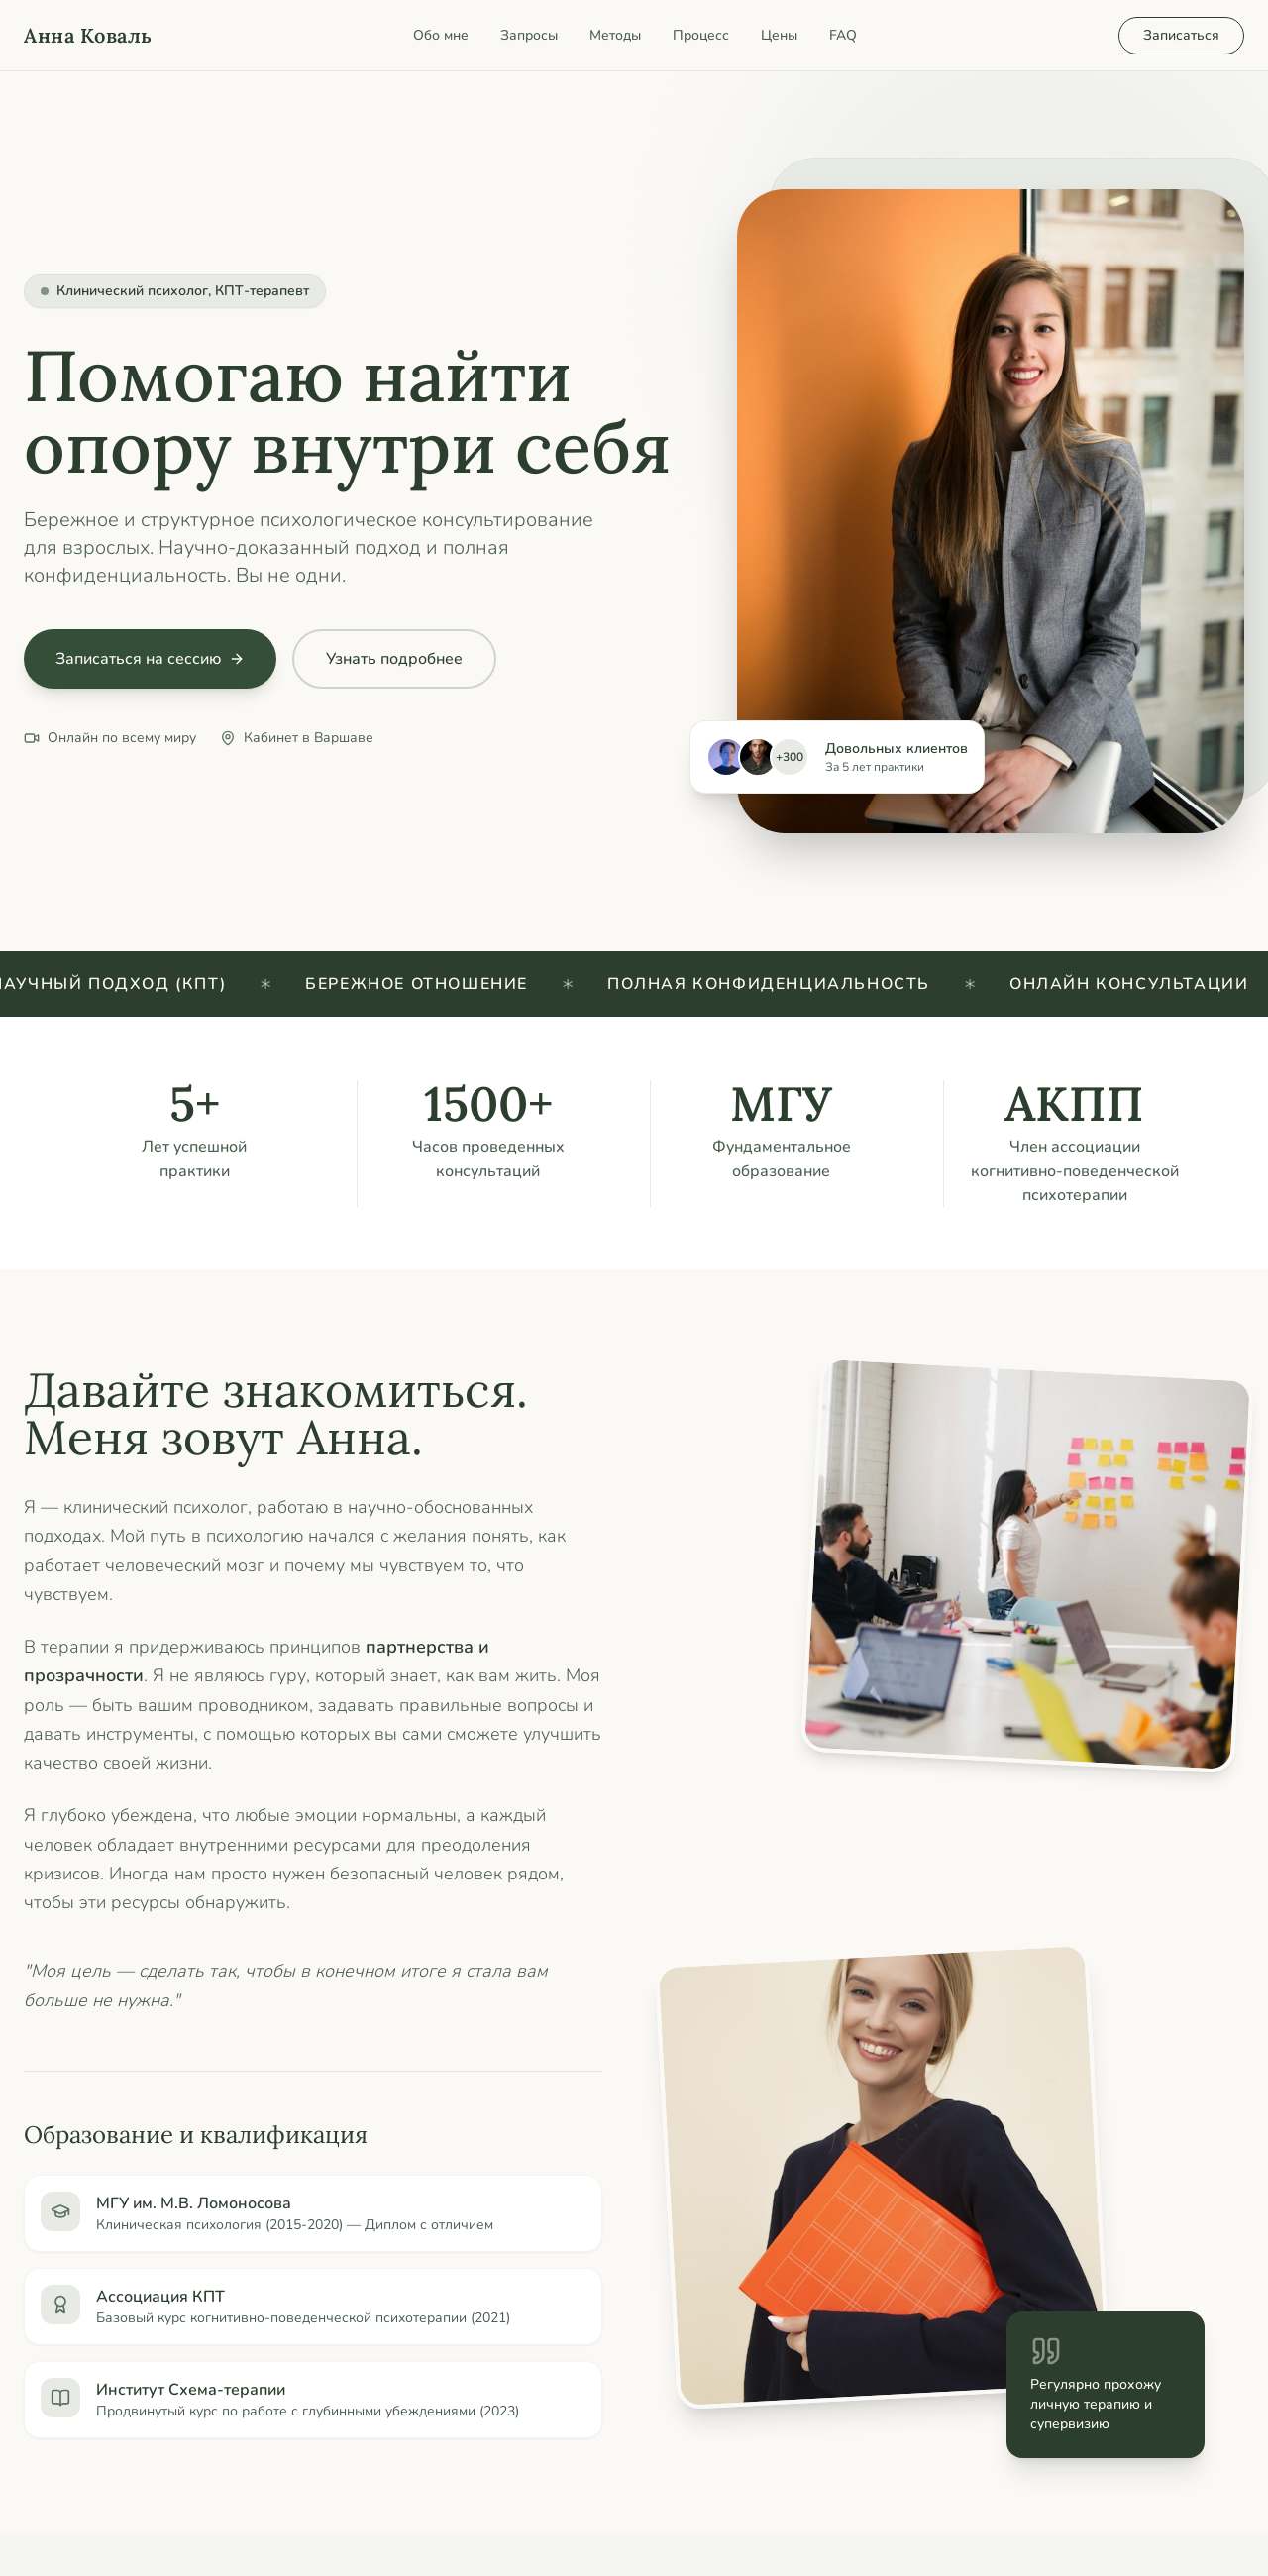 Анна Коваль
Обо мне
Запросы
Методы
Процесс
Цены
FAQ
Записаться
Клинический психолог, КПТ-терапевт
Помогаю найти
опору внутри себя
Бережное и структурное психологическое консультирование
для взрослых. Научно-доказанный подход и полная
конфиденциальность. Вы не одни.
Записаться на сессию
Узнать подробнее
Онлайн по всему миру
Кабинет в Варшаве
+300
Довольных клиентов
За 5 лет практики
НАУЧНЫЙ ПОДХОД (КПТ)
БЕРЕЖНОЕ ОТНОШЕНИЕ
ПОЛНАЯ КОНФИДЕНЦИАЛЬНОСТЬ
ОНЛАЙН КОНСУЛЬТАЦИИ
5+
Лет успешной
практики
1500+
Часов проведенных
консультаций
МГУ
Фундаментальное
образование
АКПП
Член ассоциации
когнитивно-поведенческой
психотерапии
Давайте знакомиться.
Меня зовут Анна.
Я — клинический психолог, работаю в научно-обоснованных
подходах. Мой путь в психологию начался с желания понять, как
работает человеческий мозг и почему мы чувствуем то, что
чувствуем.
В терапии я придерживаюсь принципов партнерства и
прозрачности. Я не являюсь гуру, который знает, как вам жить. Моя
роль — быть вашим проводником, задавать правильные вопросы и
давать инструменты, с помощью которых вы сами сможете улучшить
качество своей жизни.
Я глубоко убеждена, что любые эмоции нормальны, а каждый
человек обладает внутренними ресурсами для преодоления
кризисов. Иногда нам просто нужен безопасный человек рядом,
чтобы эти ресурсы обнаружить.
"Моя цель — сделать так, чтобы в конечном итоге я стала вам
больше не нужна."
Образование и квалификация
МГУ им. М.В. Ломоносова
Клиническая психология (2015-2020) — Диплом с отличием
Ассоциация КПТ
Базовый курс когнитивно-поведенческой психотерапии (2021)
Институт Схема-терапии
Продвинутый курс по работе с глубинными убеждениями (2023)
Регулярно прохожу
личную терапию и
супервизию